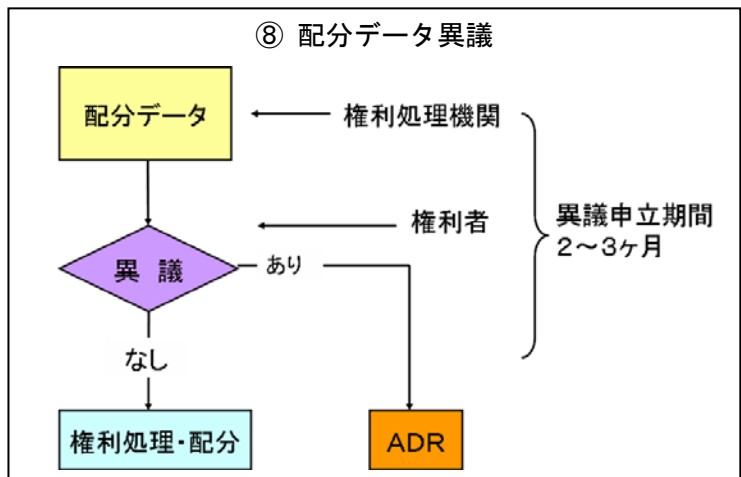 ⑧ 配分データ異議
配分データ
権利処理機関
権利者
異議申立期間
2～3ヶ月
異 議
あり
なし
権利処理・配分
ADR